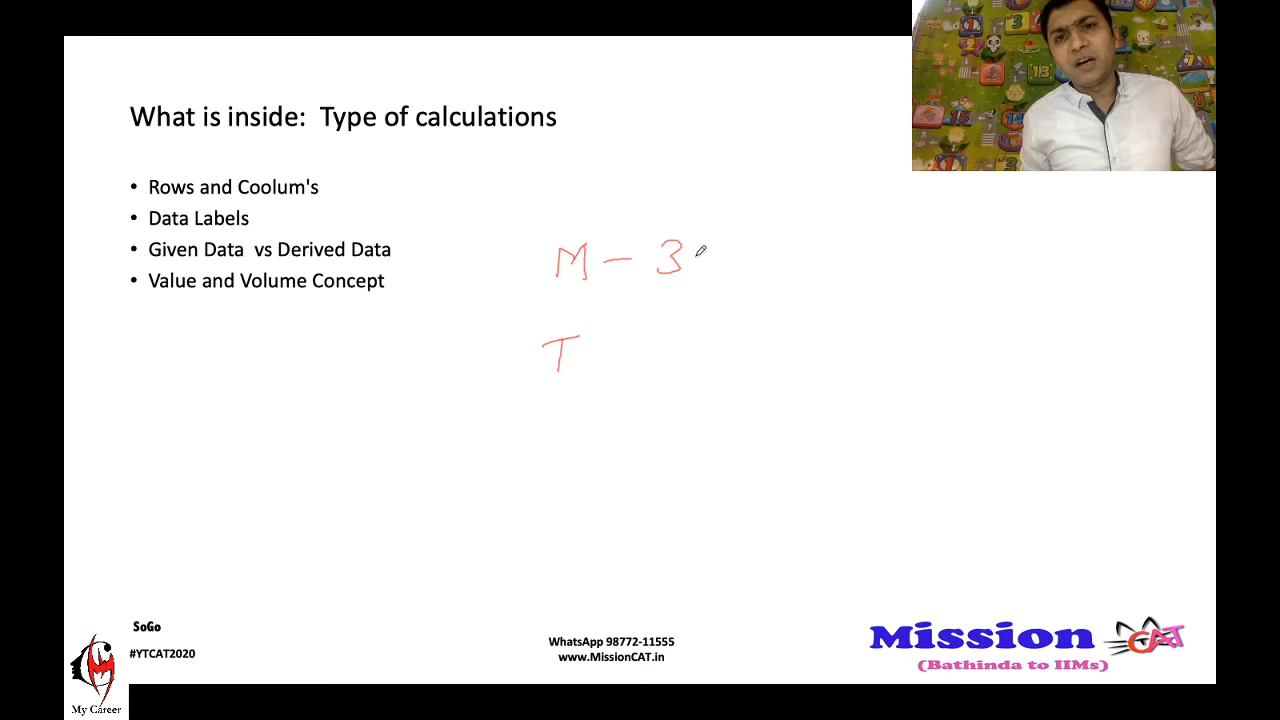 What is inside: Type of calculations
• Rows and Coolum's
• Data Labels
• Given Data vs Derived Data
• Value and Volume Concept
M – 3
T
SoGo
#YTCAT2020
My Career
WhatsApp 98772-11555
www.MissionCAT.in
Mission CAT
(Bathinda to IIMs)